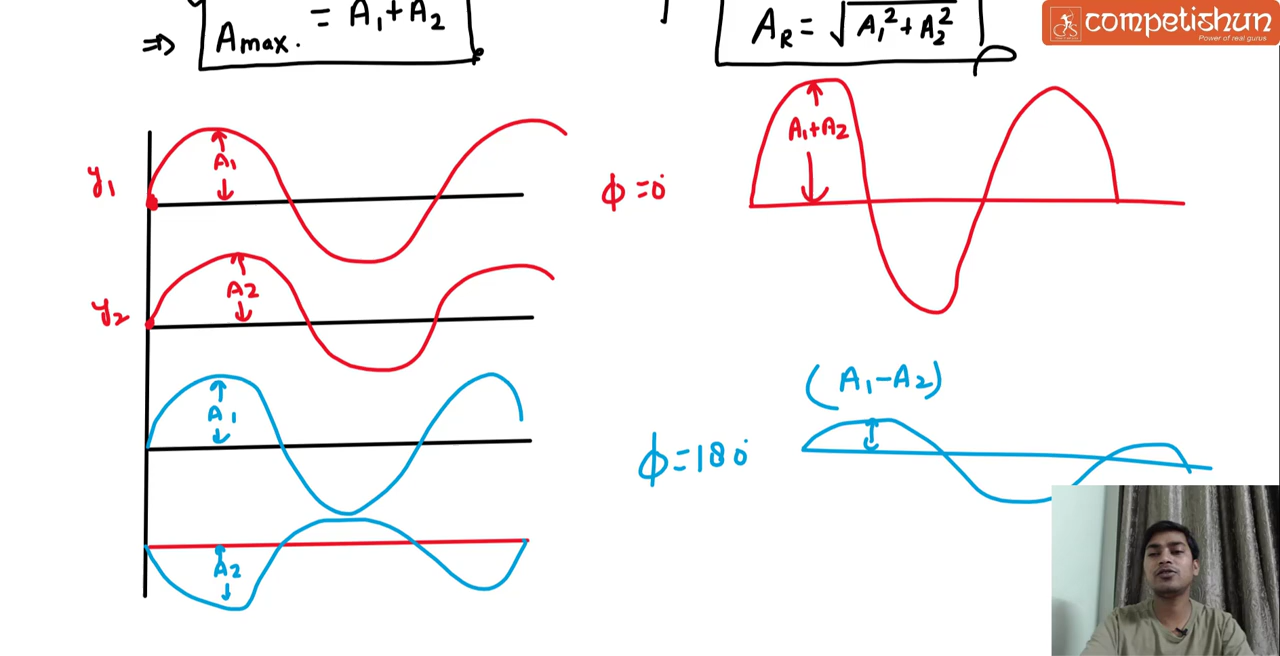 ⇒ Amax. = A₁+A₂
A_R = √A₁²+A₂²
competishun
Power of real gurus
y₁
A₁
ϕ=0°
A₁+A₂
y₂
A₂
A₁
(A₁-A₂)
ϕ=180°
A₂